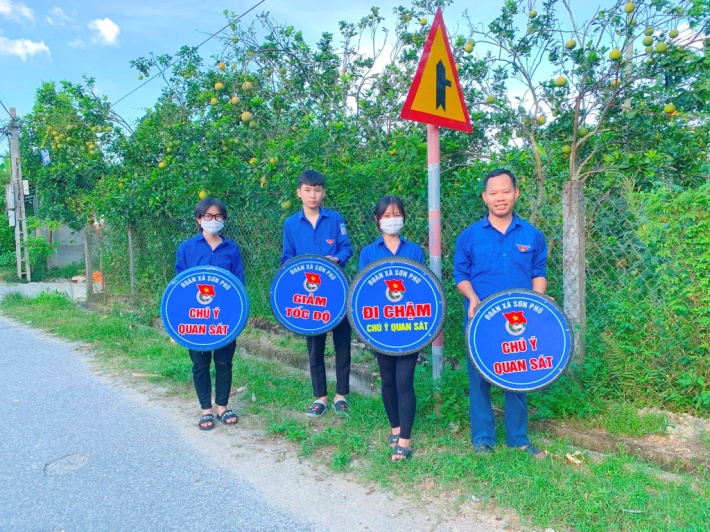 ĐOÀN XÃ SƠN PHÚ
CHÚ Ý
QUAN SÁT
ĐOÀN XÃ SƠN PHÚ
GIẢM
TỐC ĐỘ
ĐOÀN XÃ SƠN PHÚ
ĐI CHẬM
CHÚ Ý QUAN SÁT
ĐOÀN XÃ SƠN PHÚ
CHÚ Ý
QUAN SÁT